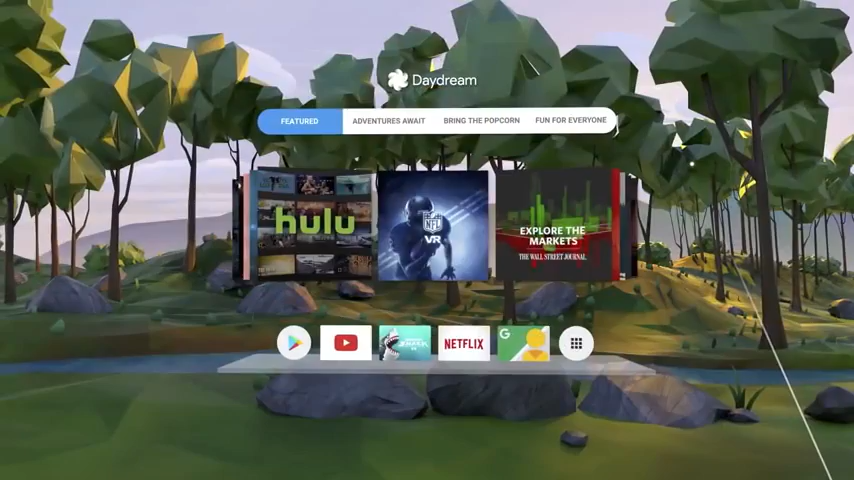 Daydream
FEATURED ADVENTURES AWAIT BRING THE POPCORN FUN FOR EVERYONE
hulu
NFL
VR
EXPLORE THE
MARKETS
THE WALL STREET JOURNAL
SHARK
NETFLIX
G